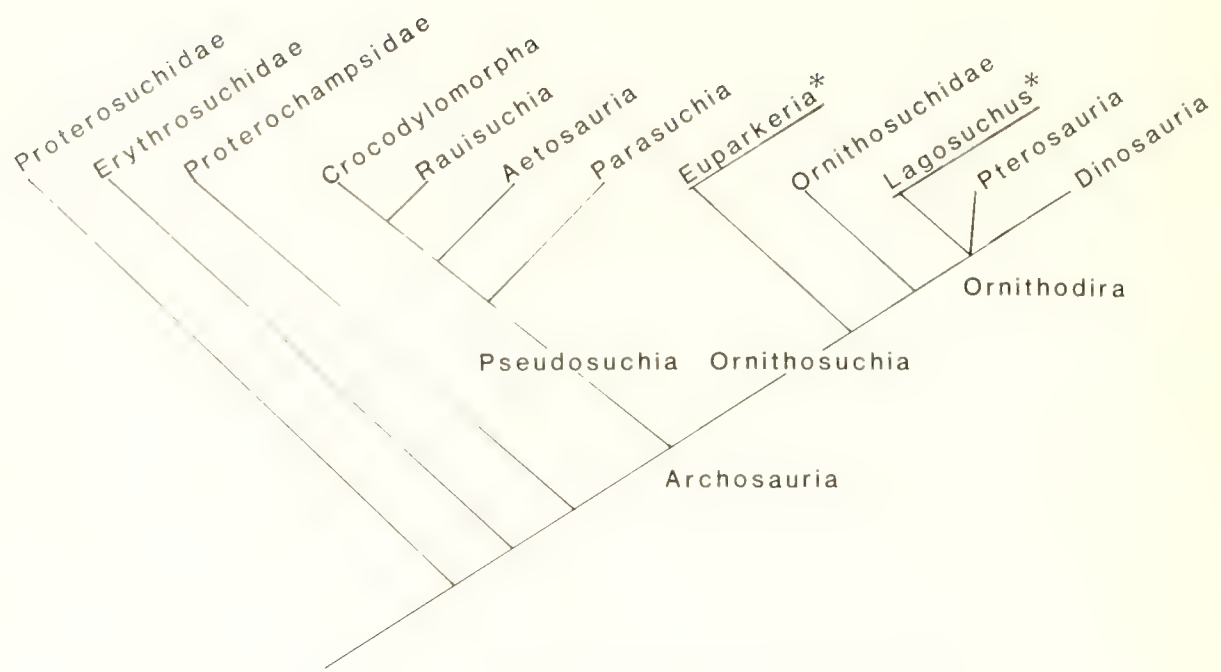 Proterosuchidae
Erythrosuchidae
Proterochampsidae
Crocodylomorpha
Rauisuchia
Aetosauria
Parasuchia
Euparkeria*
Ornithosuchidae
Lagosuchus*
Pterosauria
Dinosauria
Ornithodira
Pseudosuchia Ornithosuchia
Archosauria